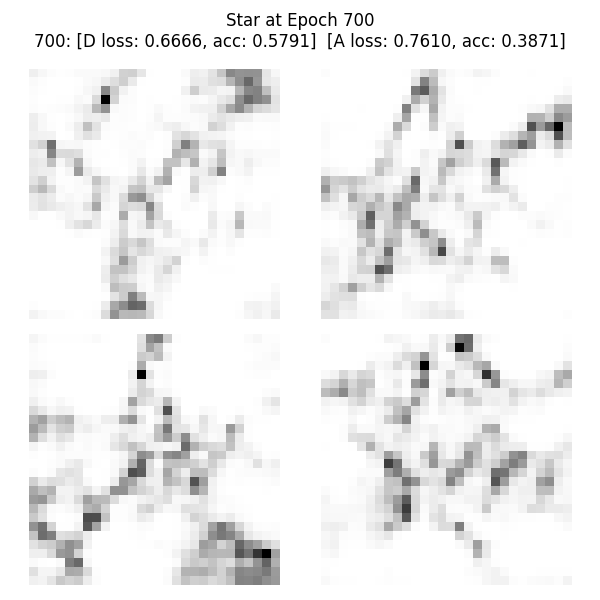 Star at Epoch 700
700: [D loss: 0.6666, acc: 0.5791]  [A loss: 0.7610, acc: 0.3871]